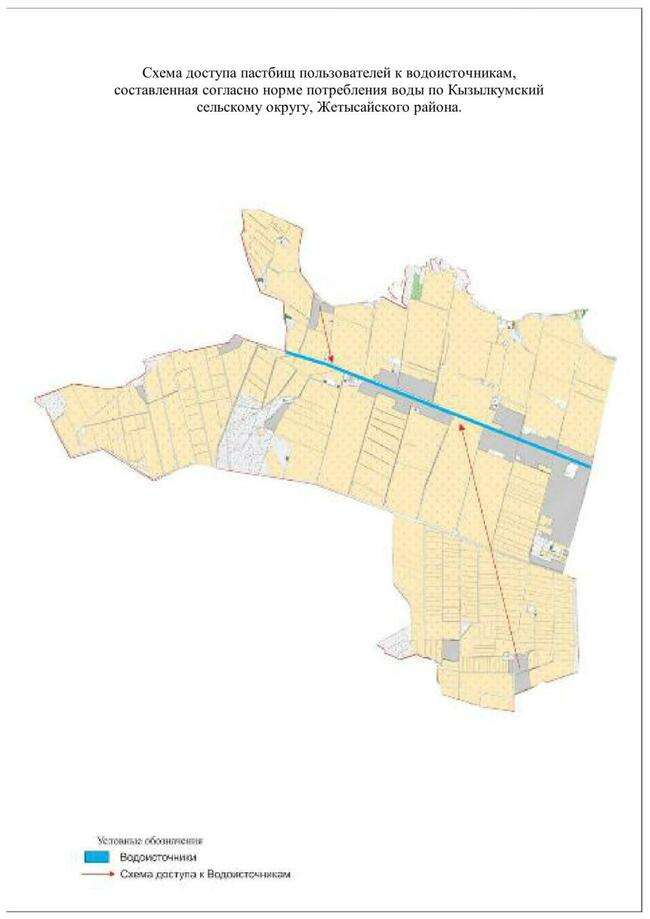 Схема доступа пастбищ пользователей к водоисточникам,
составленная согласно норме потребления воды по Кызылкумский
сельскому округу, Жетысайского района.
Условные обозначения
Водоисточники
Схема доступа к Водоисточникам